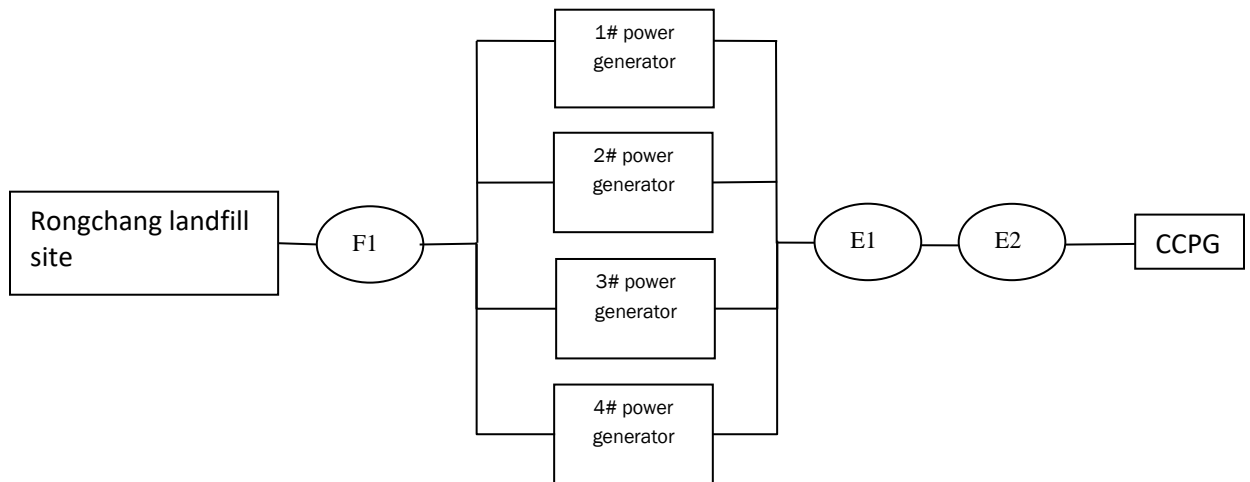 1# power
generator
2# power
generator
Rongchang landfill
site
F1
3# power
generator
4# power
generator
E1
E2
CCPG